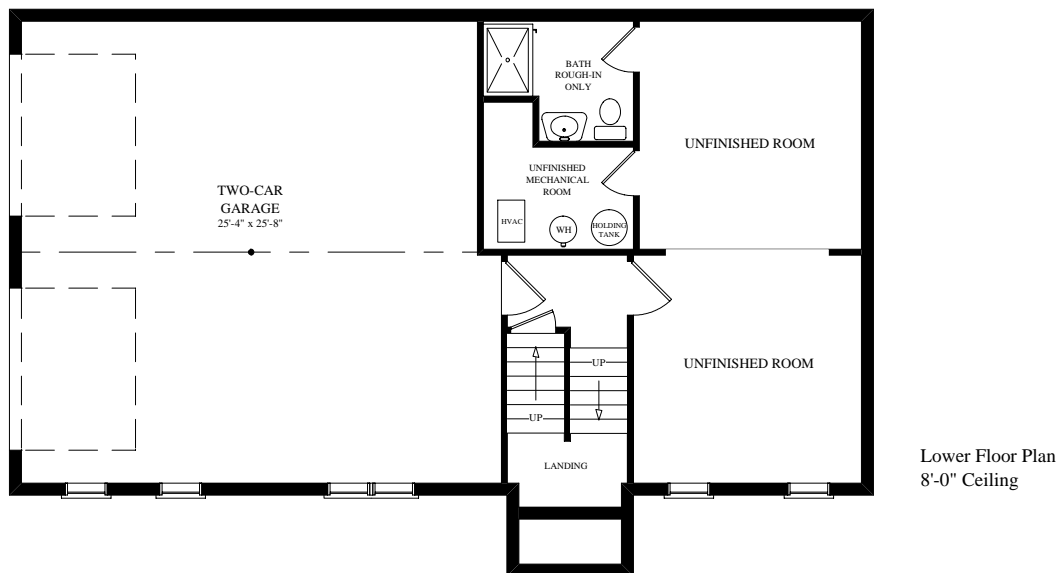 BATH
ROUGH-IN
ONLY
UNFINISHED ROOM
UNFINISHED
MECHANICAL
ROOM
TWO-CAR
GARAGE
25'-4" x 25'-8"
HVAC
WH
HOLDING
TANK
UP
UP
UNFINISHED ROOM
LANDING
Lower Floor Plan
8'-0" Ceiling